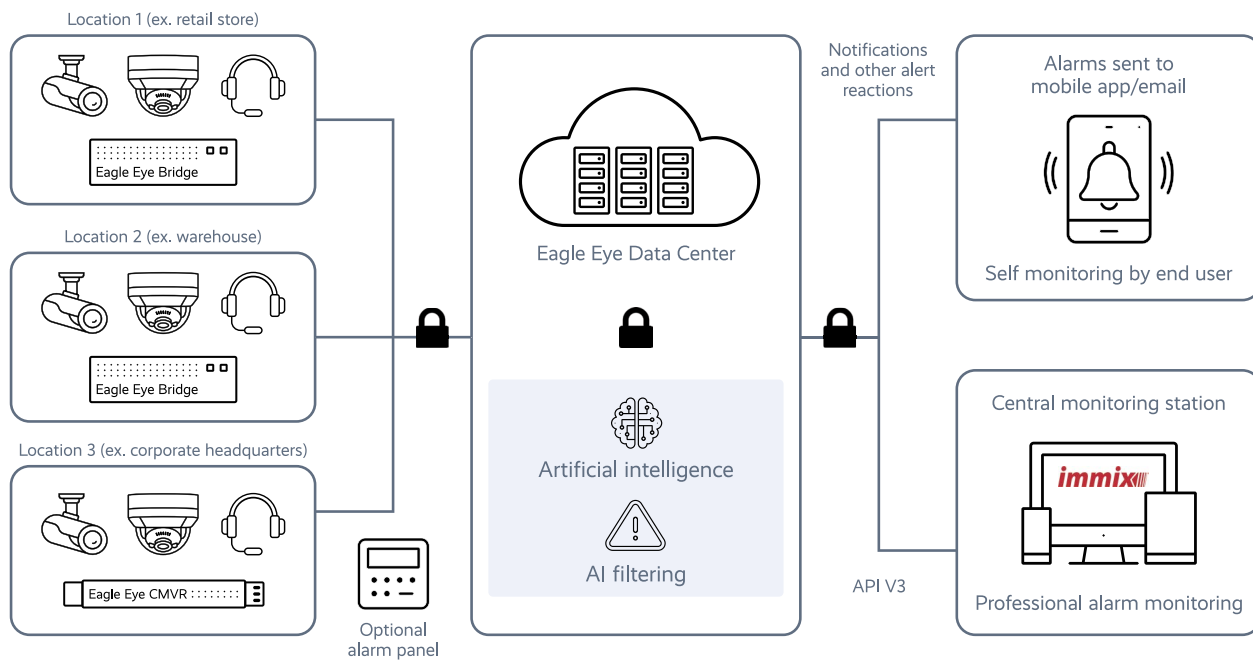 Location 1 (ex. retail store)
Eagle Eye Bridge
Location 2 (ex. warehouse)
Eagle Eye Bridge
Location 3 (ex. corporate headquarters)
Eagle Eye CMVR
Optional
alarm panel
Eagle Eye Data Center
Artificial intelligence
AI filtering
Notifications
and other alert
reactions
API V3
Alarms sent to
mobile app/email
Self monitoring by end user
Central monitoring station
immix
Professional alarm monitoring